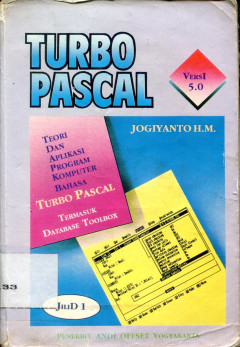 TURBO
PASCAL
VERSI
5.0
JOGIYANTO H.M.
TEORI
DAN
APLIKASI
PROGRAM
KOMPUTER
BAHASA
TURBO PASCAL
TERMASUK
DATABASE TOOLBOX
33
JILID 1
PENERBIT ANDI OFFSET YOGYAKARTA